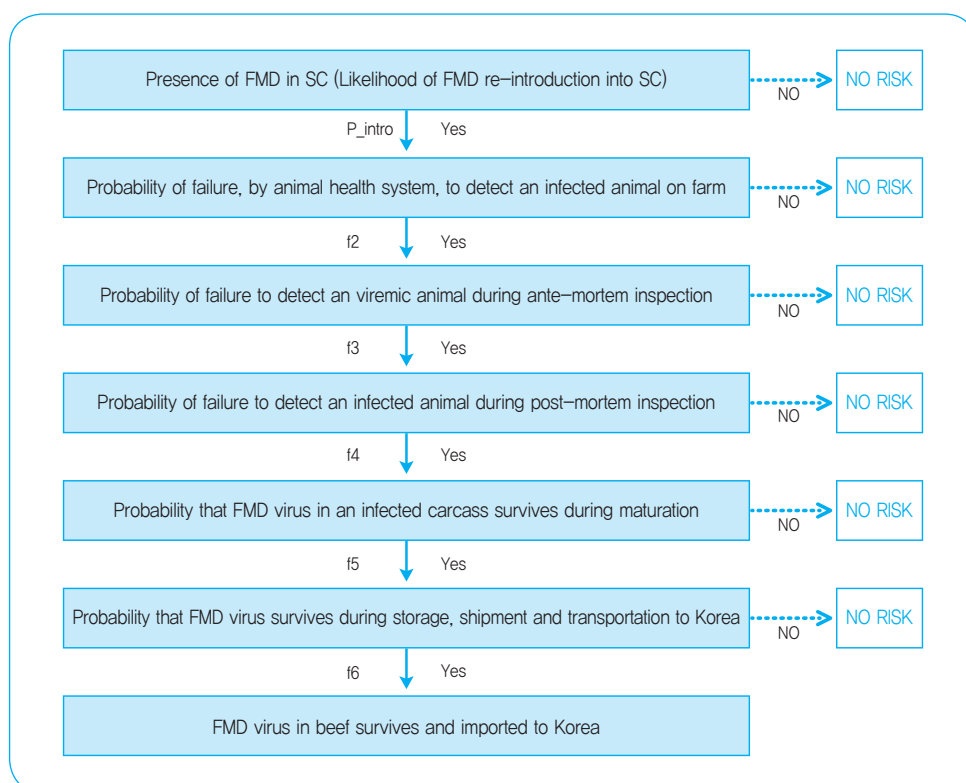 Presence of FMD in SC (Likelihood of FMD re-introduction into SC)
NO
NO RISK
P_intro Yes
Probability of failure, by animal health system, to detect an infected animal on farm
NO
NO RISK
f2 Yes
Probability of failure to detect an viremic animal during ante-mortem inspection
NO
NO RISK
f3 Yes
Probability of failure to detect an infected animal during post-mortem inspection
NO
NO RISK
f4 Yes
Probability that FMD virus in an infected carcass survives during maturation
NO
NO RISK
f5 Yes
Probability that FMD virus survives during storage, shipment and transportation to Korea
NO
NO RISK
f6 Yes
FMD virus in beef survives and imported to Korea